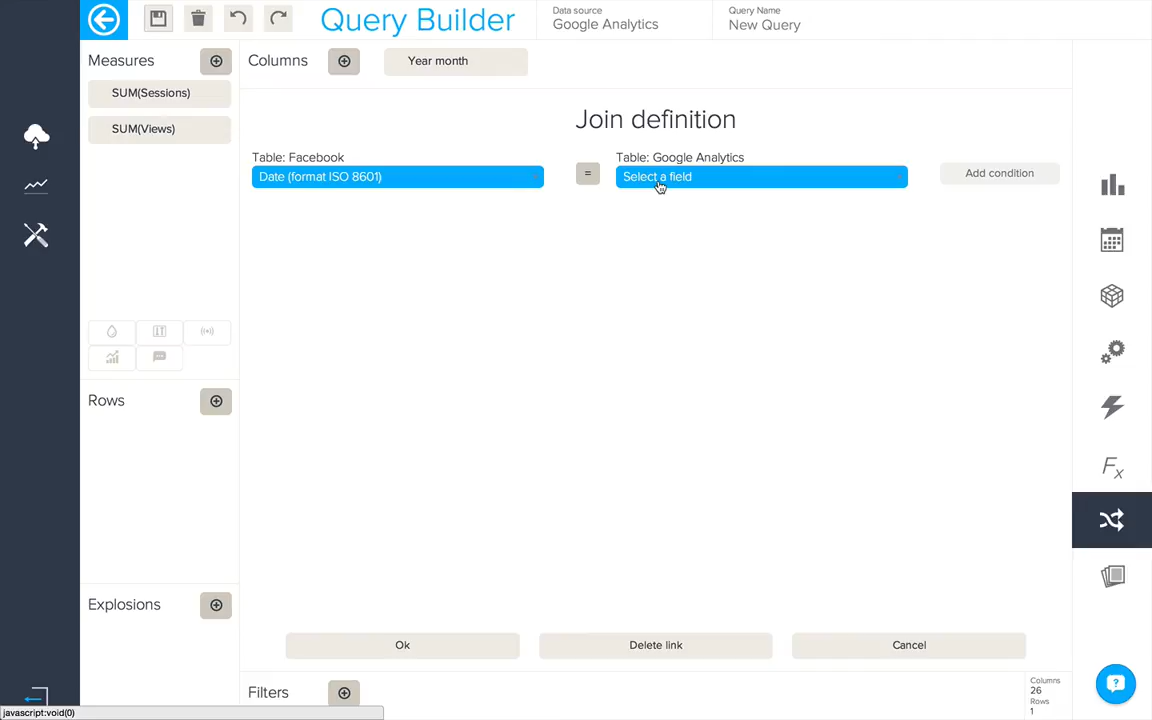 Query Builder
Data source
Google Analytics
Query Name
New Query
Measures
SUM(Sessions)
SUM(Views)
Columns
Year month
Join definition
Table: Facebook
Date (format ISO 8601)
=
Table: Google Analytics
Select a field
Add condition
Rows
Explosions
Fx
Ok
Delete link
Cancel
Filters
Columns
26
Rows
1
javascript:void(0)